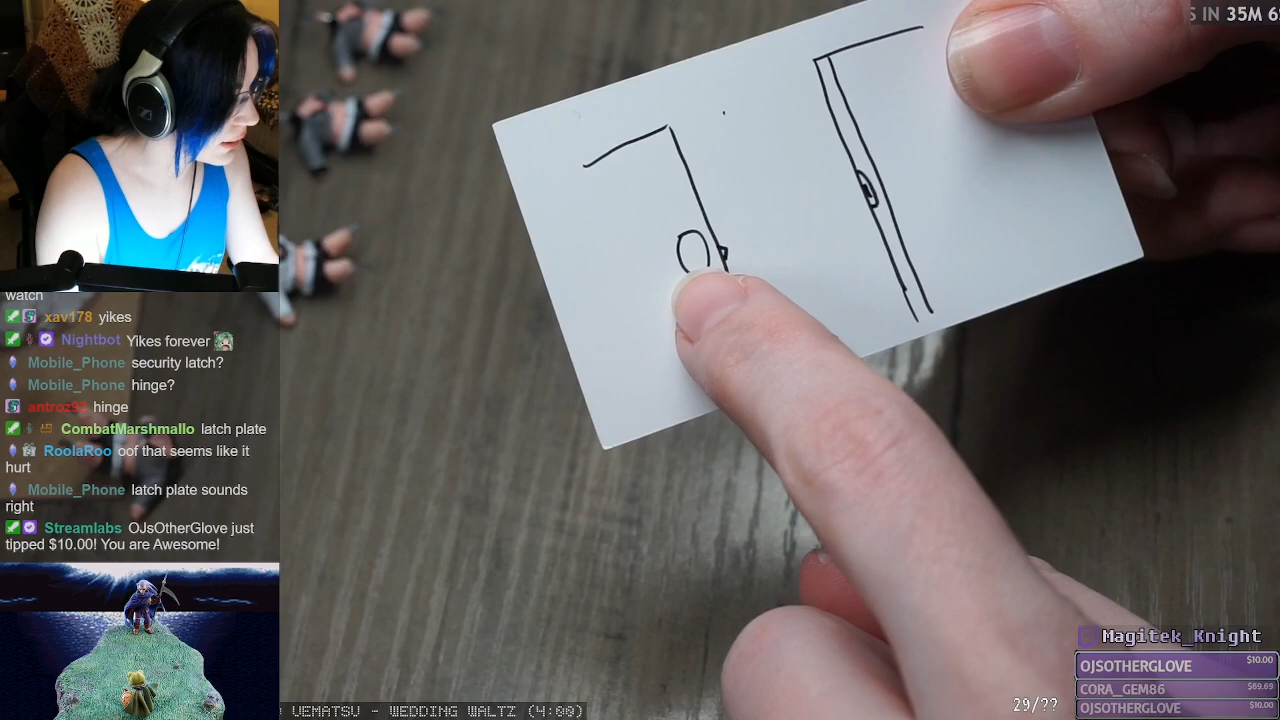 S IN 35M 6
watch
xav178 yikes
Nightbot Yikes forever
Mobile_Phone security latch?
Mobile_Phone hinge?
hinge
CombatMarshmallo latch plate
RoolaRoo oof that seems like it
hurt
Mobile_Phone latch plate sounds
right
Streamlabs OJsOtherGlove just
tipped $10.00! You are Awesome!
Magitek_Knight
OJSOTHERGLOVE $10.00
CORA_GEM86 $69.69
OJSOTHERGLOVE $10.00
29/??
UEMATSU - WEDDING WALTZ (4:00)